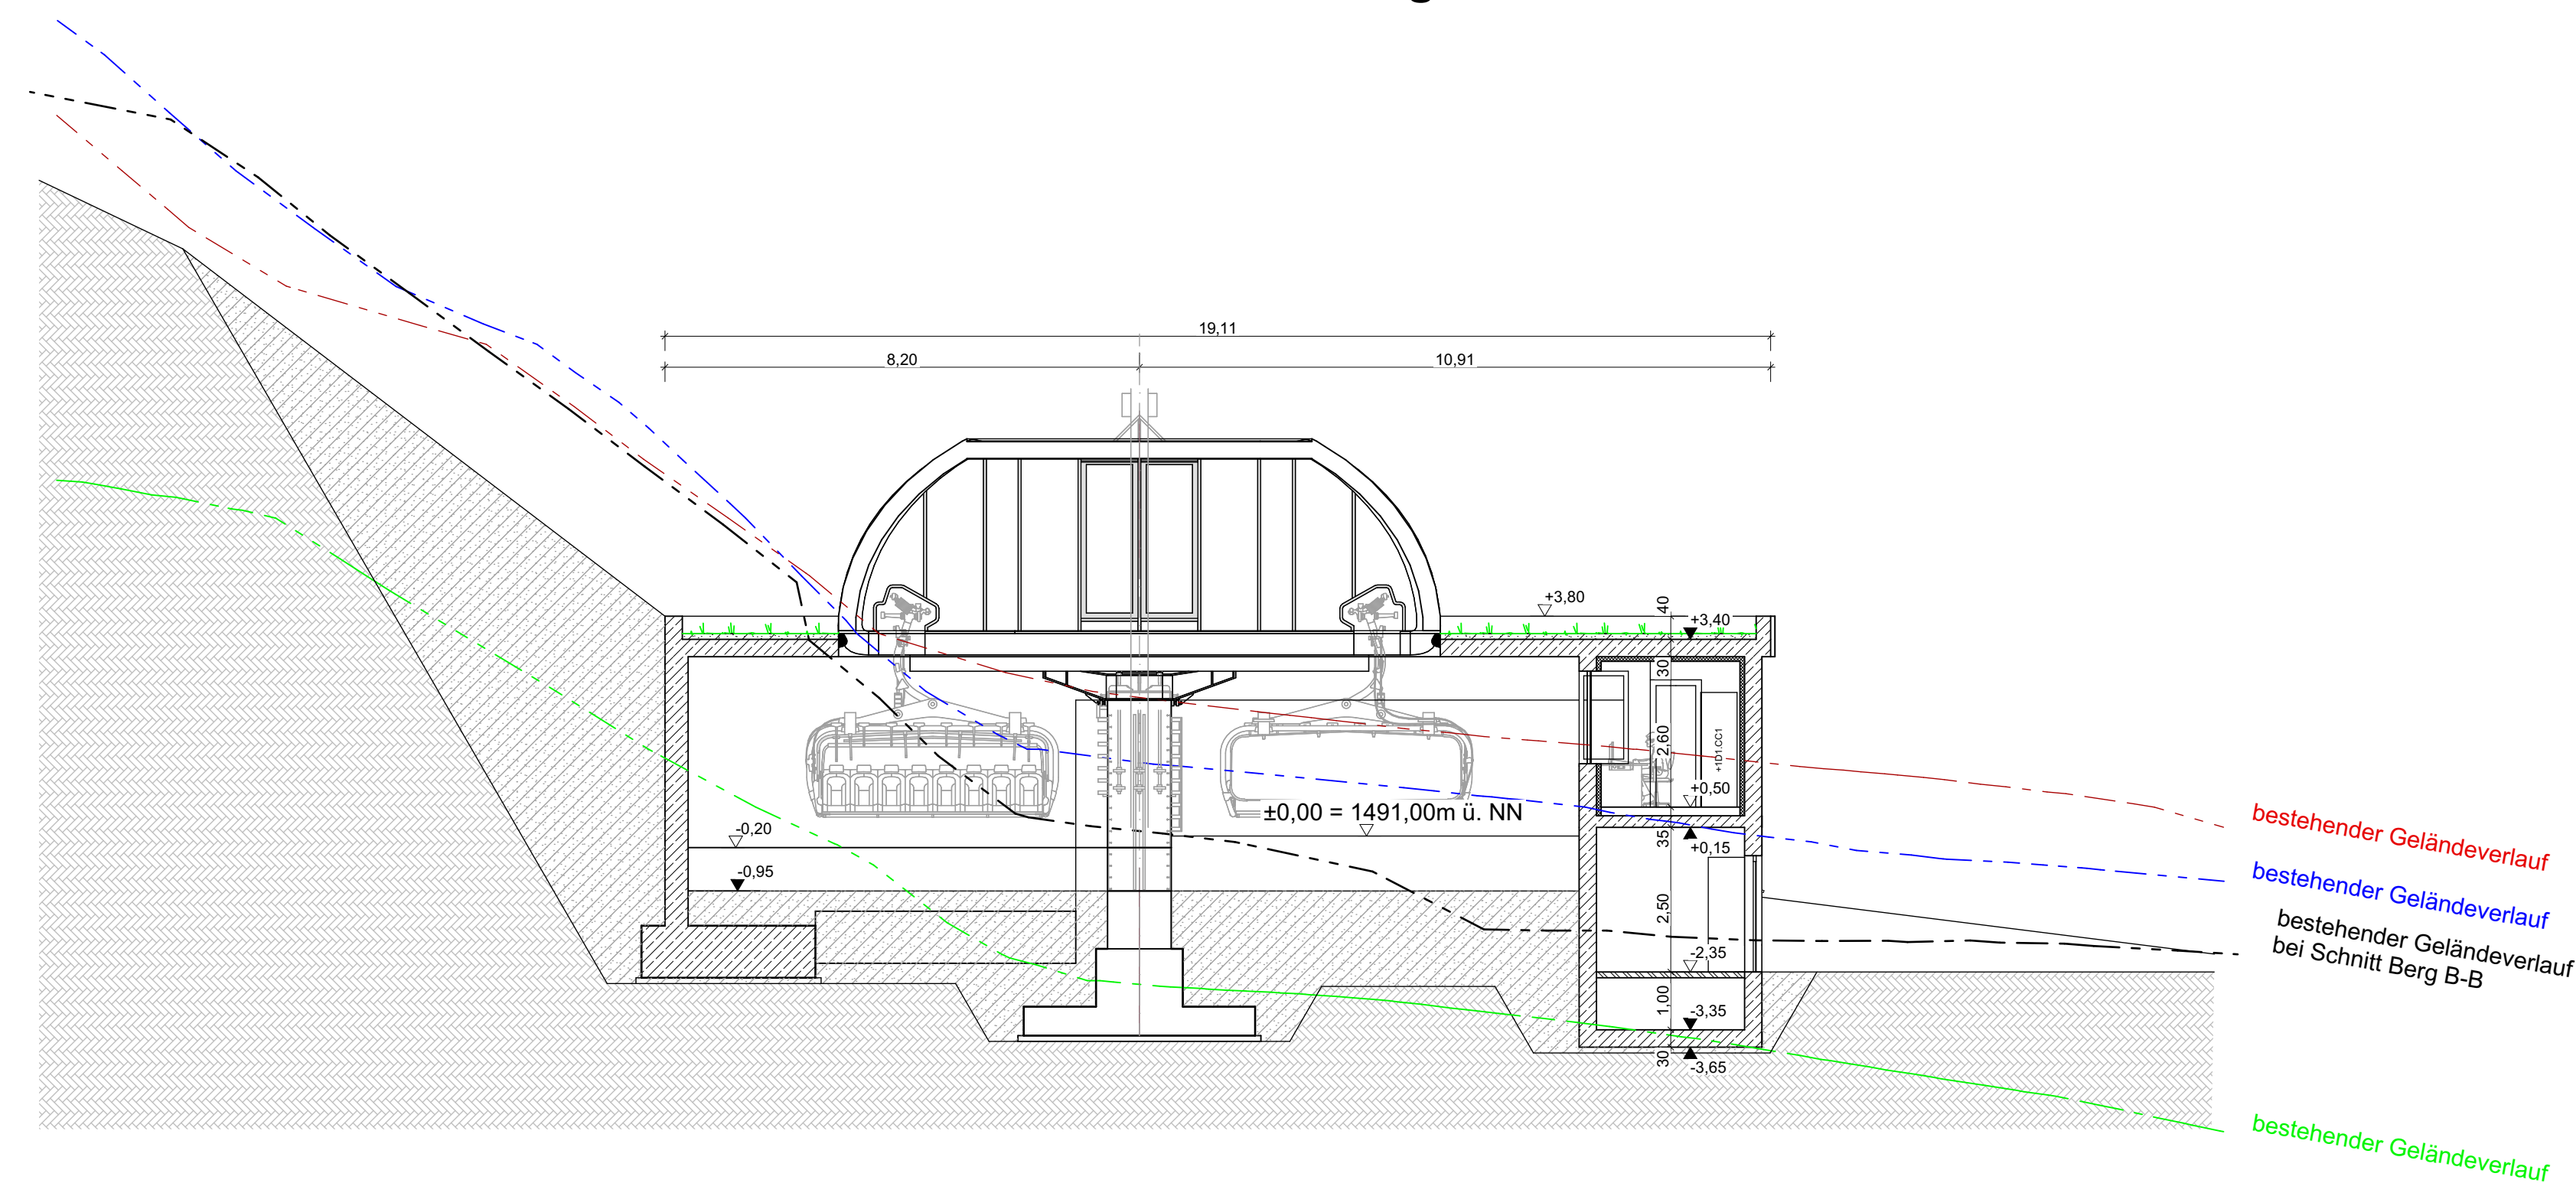 19,11
8,20
10,91
+3,80
40
+3,40
30
2,60
+1D1.CC1
+0,50
±0,00 = 1491,00m ü. NN
-0,20
35
+0,15
-0,95
2,50
-2,35
1,00
-3,35
30
-3,65
bestehender Geländeverlauf
bestehender Geländeverlauf
bestehender Geländeverlauf
bei Schnitt Berg B-B
bestehender Geländeverlauf